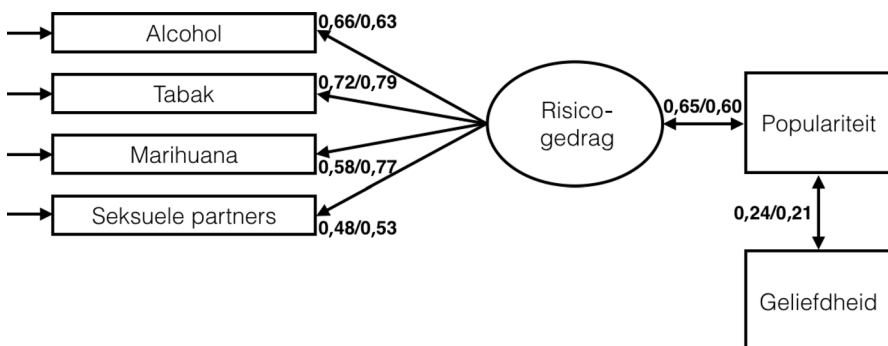 0,66/0,63
Alcohol
0,72/0,79
Tabak
Marihuana
0,58/0,77
Seksuele partners
0,48/0,53
Risico-
gedrag
0,65/0,60
Populariteit
0,24/0,21
Geliefdheid